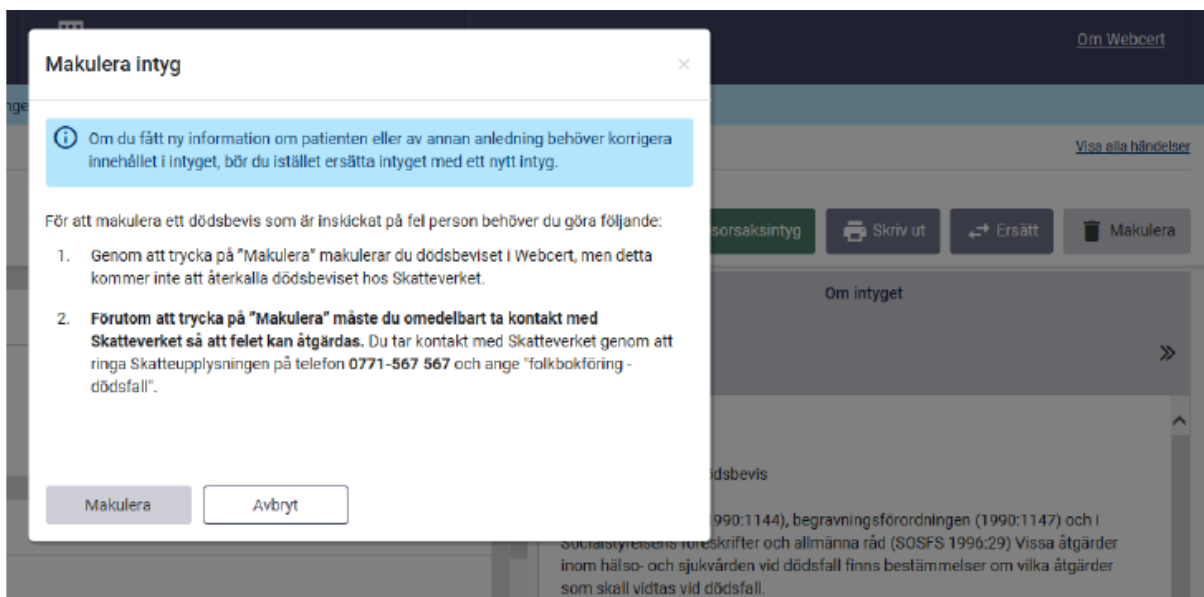 Om Webcert
Makulera intyg
nge
Om du fått ny information om patienten eller av annan anledning behöver korrigera
innehållet i intyget, bör du istället ersätta intyget med ett nytt intyg.
Visa alla händelser
För att makulera ett dödsbevis som är inskickat på fel person behöver du göra följande:
1. Genom att trycka på "Makulera" makulerar du dödsbeviset i Webcert, men detta
kommer inte att återkalla dödsbeviset hos Skatteverket.
2. Förutom att trycka på "Makulera" måste du omedelbart ta kontakt med
Skatteverket så att felet kan åtgärdas. Du tar kontakt med Skatteverket genom att
ringa Skatteupplysningen på telefon 0771-567 567 och ange "folkbokföring -
dödsfall".
Makulera
Avbryt
sorsaksintyg
Skriv ut
Ersätt
Makulera
Om intyget
ödsbevis
990:1144), begravningsförordningen (1990:1147) och i
Socialstyrelsens föreskrifter och allmänna råd (SOSFS 1996:29) Vissa åtgärder
inom hälso- och sjukvården vid dödsfall finns bestämmelser om vilka åtgärder
som skall vidtas vid dödsfall.